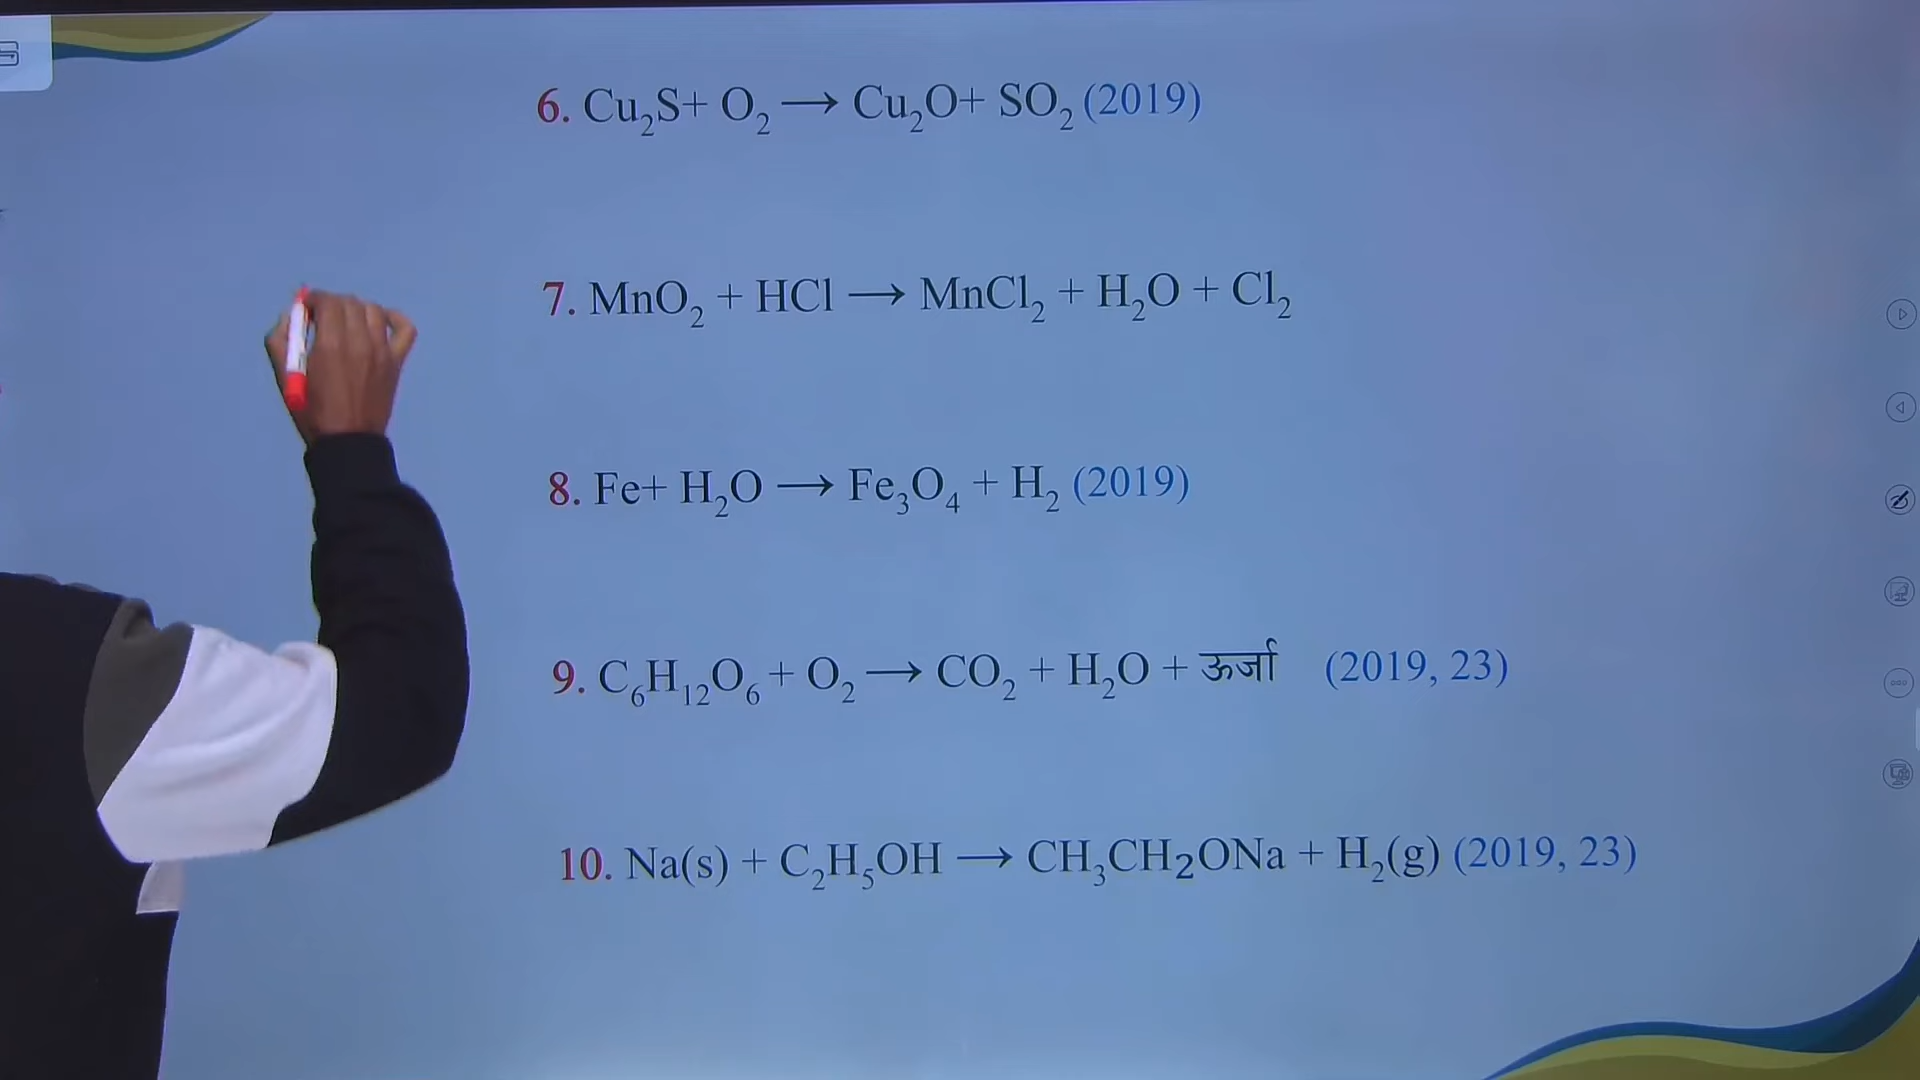 6. Cu₂S+ O₂ ⟶ Cu₂O+ SO₂ (2019)
7. MnO₂ + HCl ⟶ MnCl₂ + H₂O + Cl₂
8. Fe+ H₂O ⟶ Fe₃O₄ + H₂ (2019)
9. C₆H₁₂O₆ + O₂ ⟶ CO₂ + H₂O + ऊर्जा (2019, 23)
10. Na(s) + C₂H₅OH ⟶ CH₃CH2ONa + H₂(g) (2019, 23)